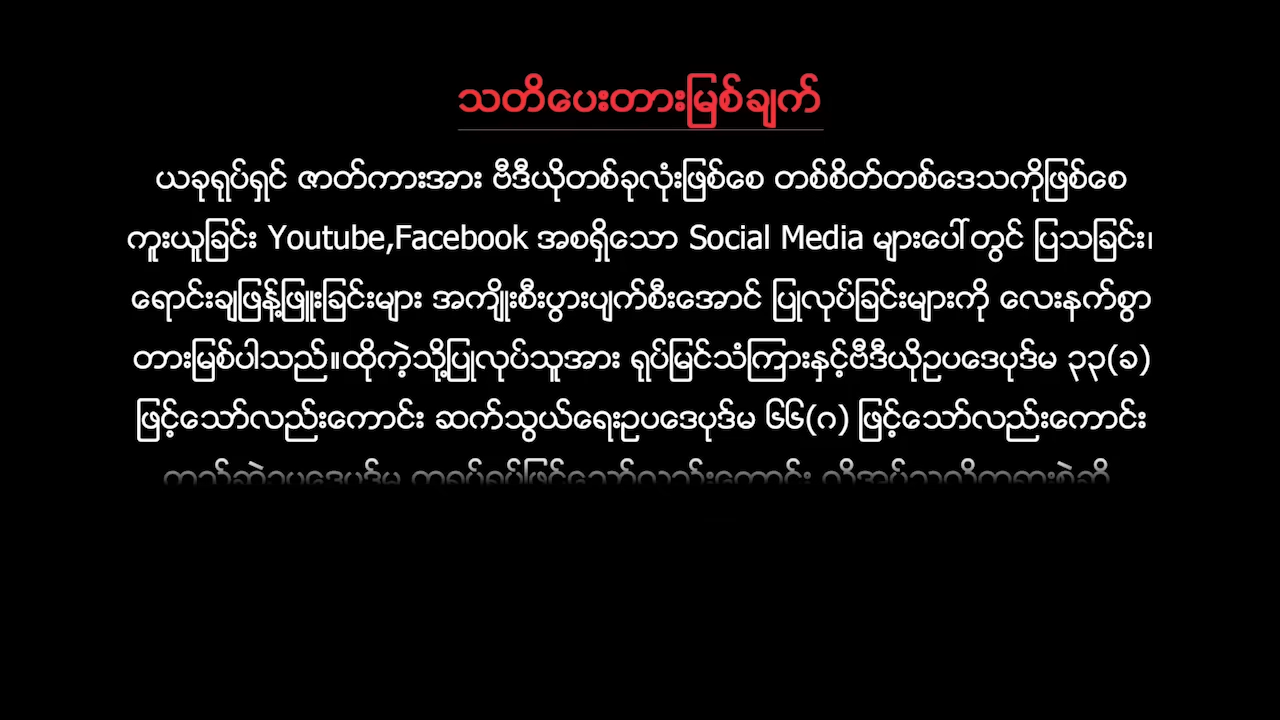 သတိပေးတားမြစ်ချက်
ယခုရုပ်ရှင် ဇာတ်ကားအား ဗီဒီယိုတစ်ခုလုံးဖြစ်စေ တစ်စိတ်တစ်ဒေသကိုဖြစ်စေ
ကူးယူခြင်း Youtube,Facebook အစရှိသော Social Media များပေါ်တွင် ပြသခြင်း၊
ရောင်းချဖြန့်ဖြူးခြင်းများ အကျိုးစီးပွားပျက်စီးအောင် ပြုလုပ်ခြင်းများကို လေးနက်စွာ
တားမြစ်ပါသည်။ထိုကဲ့သို့ပြုလုပ်သူအား ရုပ်မြင်သံကြားနှင့်ဗီဒီယိုဥပဒေပုဒ်မ ၃၃(ခ)
ဖြင့်သော်လည်းကောင်း ဆက်သွယ်ရေးဥပဒေပုဒ်မ ၆၆(ဂ) ဖြင့်သော်လည်းကောင်း